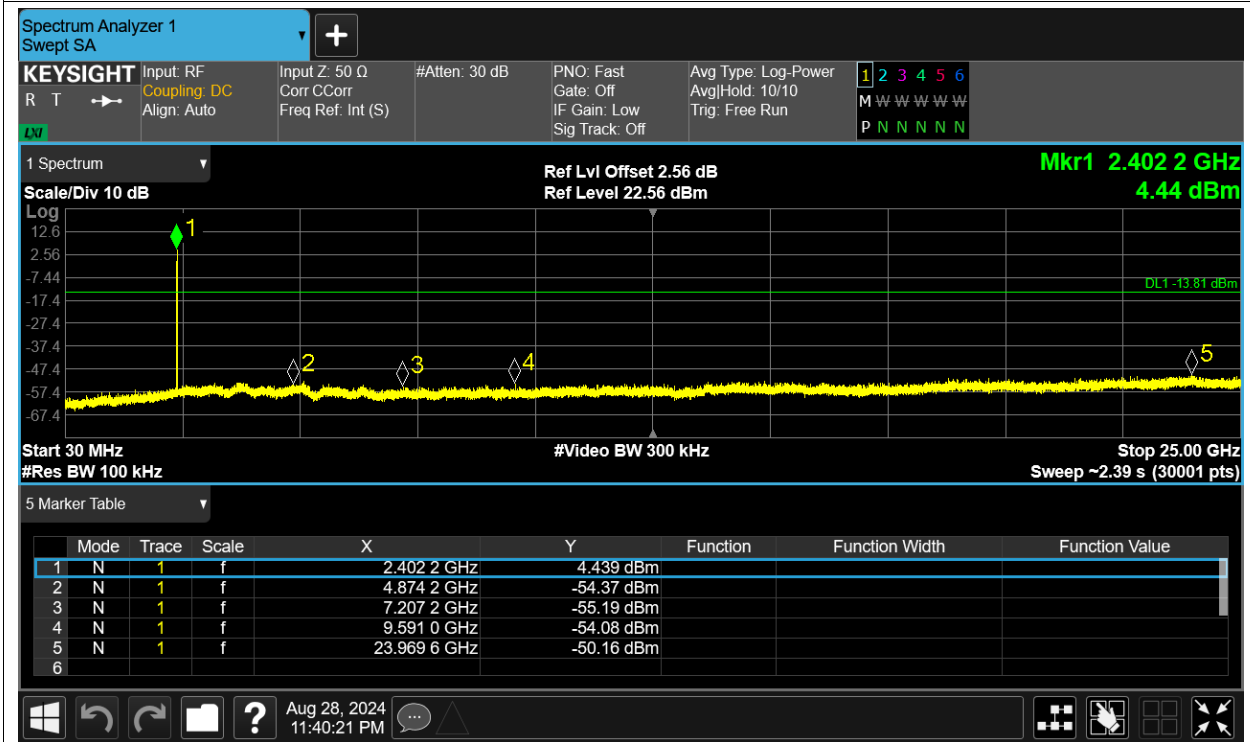 Spectrum Analyzer 1
Swept SA
+
KEYSIGHT
R T
LXI
Input: RF
Coupling: DC
Align: Auto
Input Z: 50 Ω
Corr CCorr
Freq Ref: Int (S)
#Atten: 30 dB
PNO: Fast
Gate: Off
IF Gain: Low
Sig Track: Off
Avg Type: Log-Power
Avg|Hold: 10/10
Trig: Free Run
1 2 3 4 5 6
M W W W W W
P N N N N N
1 Spectrum
Scale/Div 10 dB
Ref Lvl Offset 2.56 dB
Ref Level 22.56 dBm
Mkr1 2.402 2 GHz
4.44 dBm
Log
12.6
2.56
-7.44
-17.4
-27.4
-37.4
-47.4
-57.4
-67.4
1
DL1 -13.81 dBm
2
3
4
5
Start 30 MHz
#Res BW 100 kHz
#Video BW 300 kHz
Stop 25.00 GHz
Sweep ~2.39 s (30001 pts)
5 Marker Table
Mode Trace Scale X Y Function Function Width Function Value
1 N 1 f 2.402 2 GHz 4.439 dBm
2 N 1 f 4.874 2 GHz -54.37 dBm
3 N 1 f 7.207 2 GHz -55.19 dBm
4 N 1 f 9.591 0 GHz -54.08 dBm
5 N 1 f 23.969 6 GHz -50.16 dBm
6
?
Aug 28, 2024
11:40:21 PM